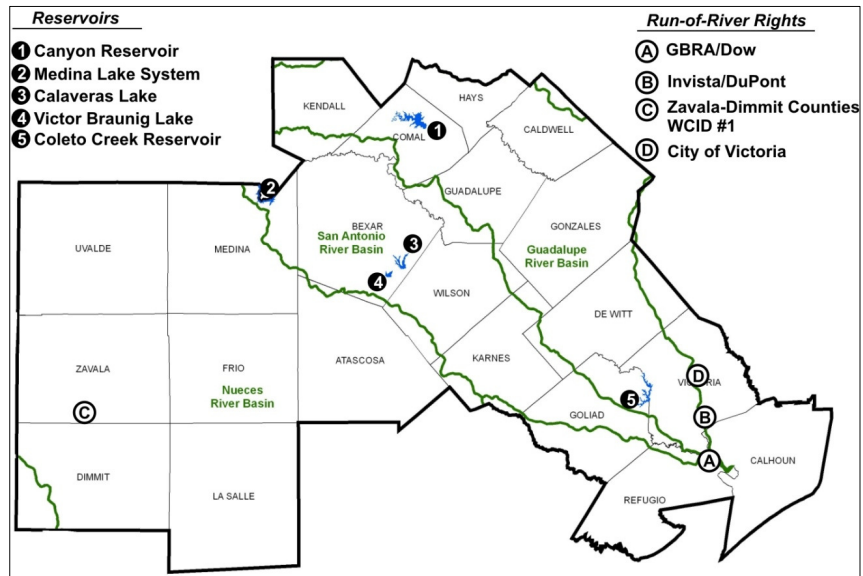 Reservoirs
1 Canyon Reservoir
2 Medina Lake System
3 Calaveras Lake
4 Victor Braunig Lake
5 Coleto Creek Reservoir
Run-of-River Rights
A GBRA/Dow
B Invista/DuPont
C Zavala-Dimmit Counties
WCID #1
D City of Victoria
KENDALL
HAYS
COMAL
1
CALDWELL
2
GUADALUPE
UVALDE
MEDINA
BEXAR
San Antonio
River Basin
3
4
GONZALES
Guadalupe
River Basin
WILSON
DE WITT
ZAVALA
FRIO
ATASCOSA
KARNES
Nueces
River Basin
C
D
VICTORIA
5
GOLIAD
B
A
CALHOUN
DIMMIT
LA SALLE
REFUGIO